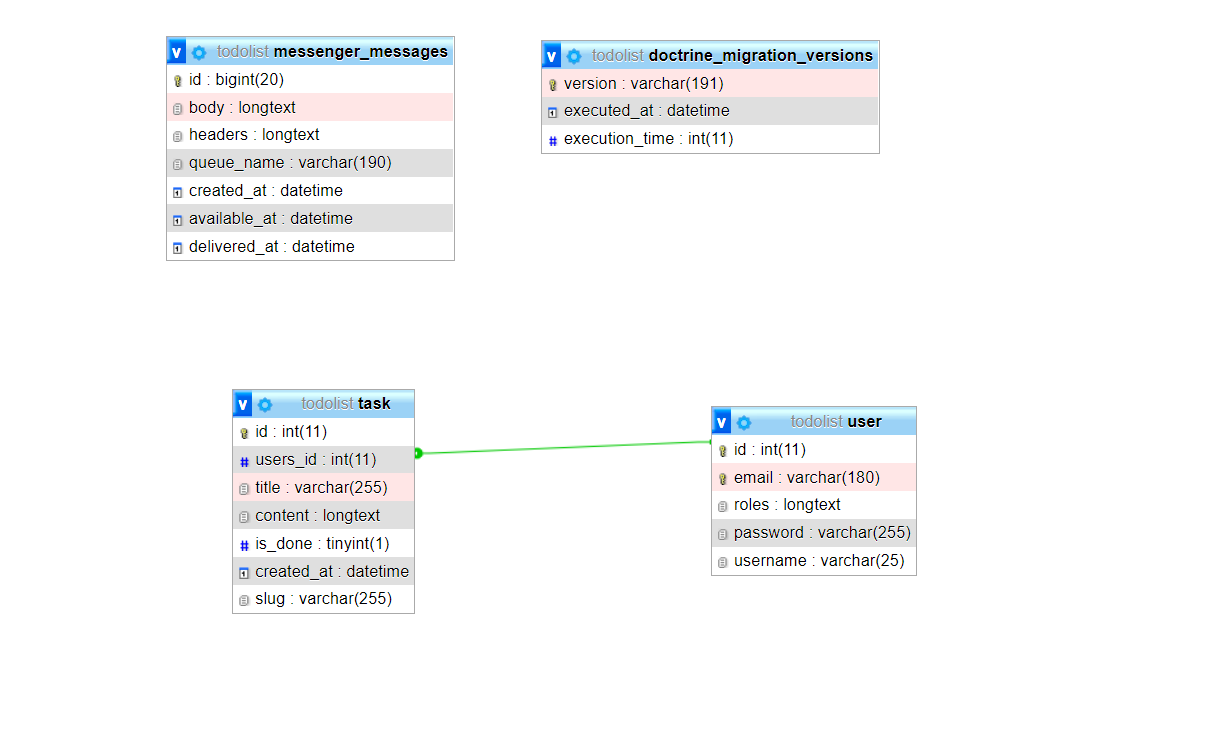 v todolist messenger_messages
id : bigint(20)
body : longtext
headers : longtext
queue_name : varchar(190)
created_at : datetime
available_at : datetime
delivered_at : datetime
v todolist doctrine_migration_versions
version : varchar(191)
executed_at : datetime
# execution_time : int(11)
v todolist task
id : int(11)
# users_id : int(11)
title : varchar(255)
content : longtext
# is_done : tinyint(1)
created_at : datetime
slug : varchar(255)
v todolist user
id : int(11)
email : varchar(180)
roles : longtext
password : varchar(255)
username : varchar(25)